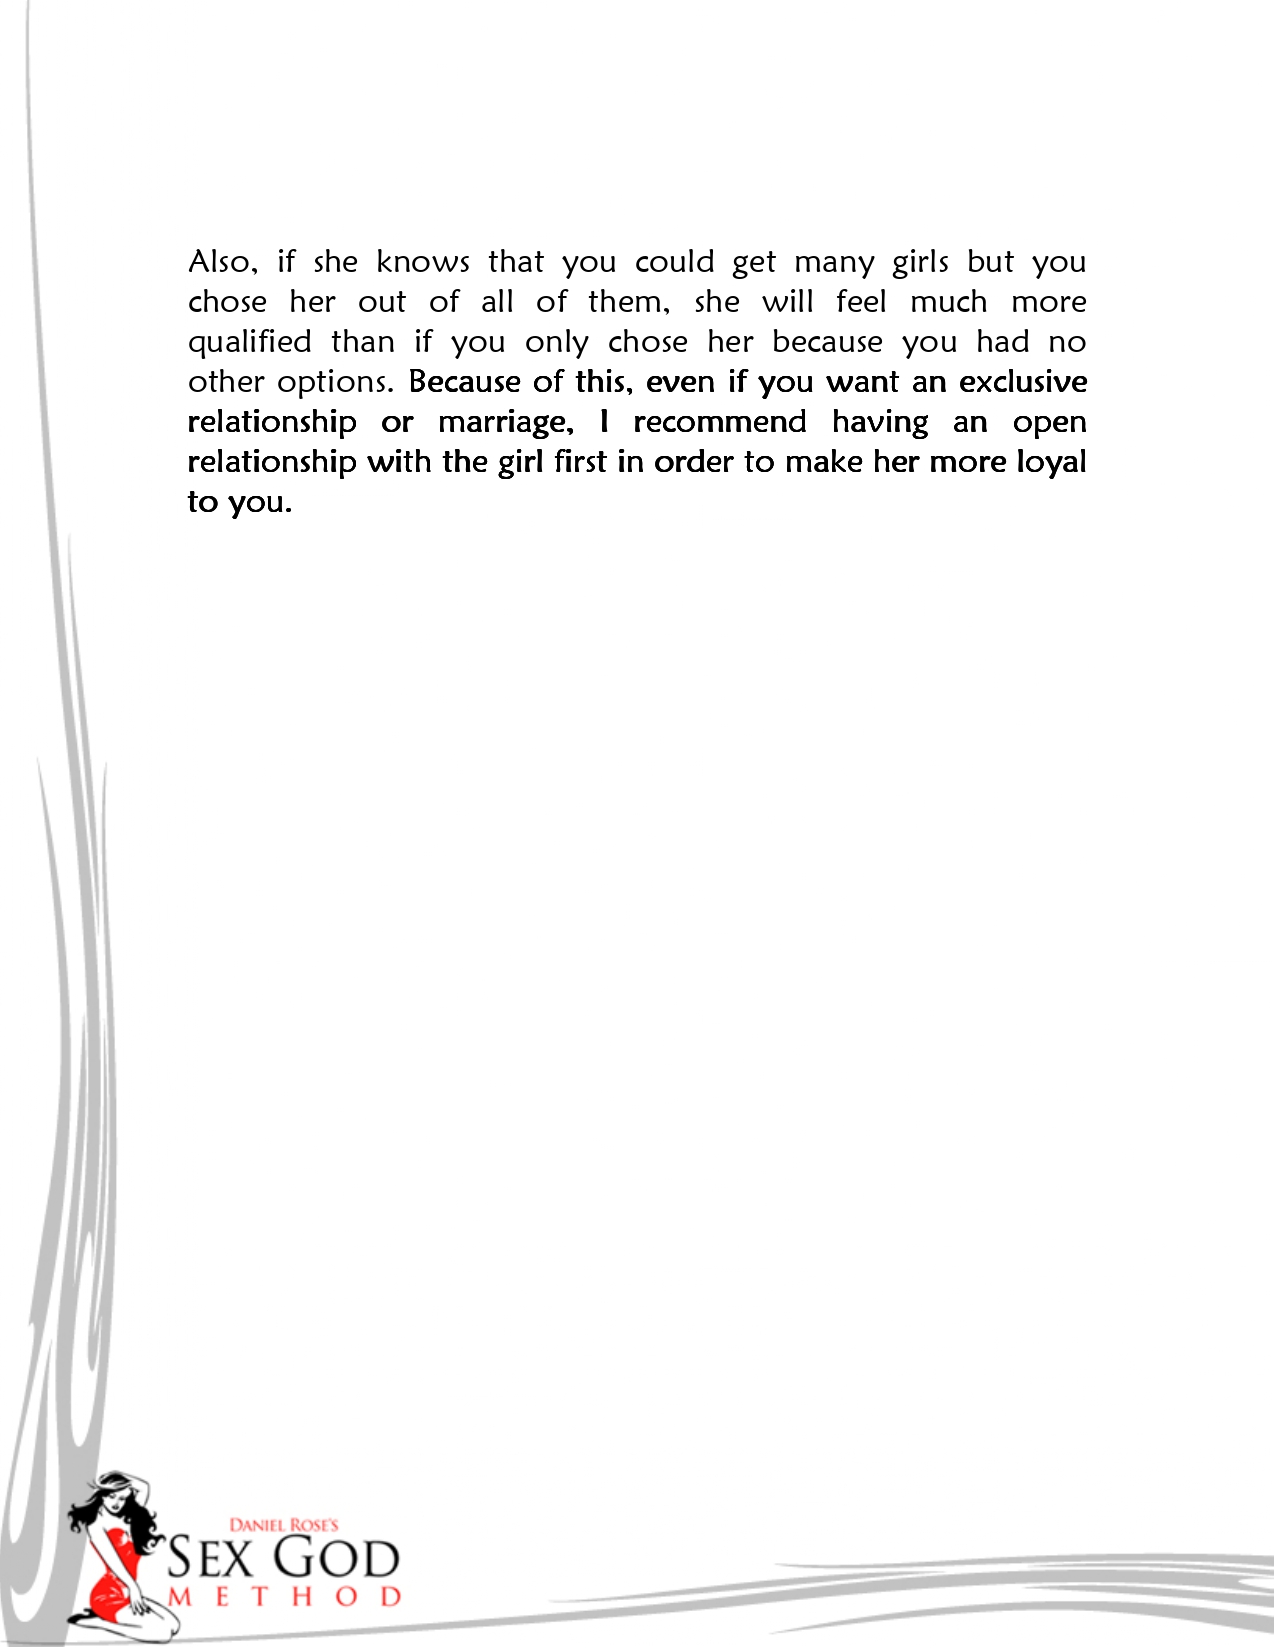 Also, if she knows that you could get many girls but you
chose her out of all of them, she will feel much more
qualified than if you only chose her because you had no
other options. Because of this, even if you want an exclusive
relationship or marriage, I recommend having an open
relationship with the girl first in order to make her more loyal
to you.
DANIEL ROSE'S
SEX GOD
METHOD